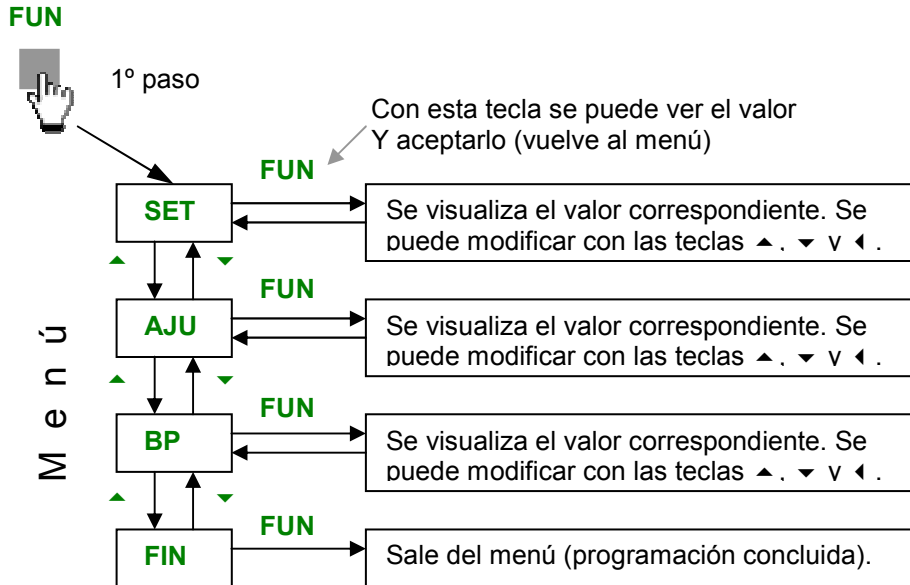 FUN
1º paso
Con esta tecla se puede ver el valor
Y aceptarlo (vuelve al menú)
FUN
SET
Se visualiza el valor correspondiente. Se
puede modificar con las teclas ▲, ▼ y ◀ .
▲ ▼
FUN
AJU
Se visualiza el valor correspondiente. Se
puede modificar con las teclas ▲, ▼ y ◀ .
▲ ▼
FUN
BP
Se visualiza el valor correspondiente. Se
puede modificar con las teclas ▲, ▼ y ◀ .
▲ ▼
FUN
FIN
Sale del menú (programación concluida).
Menú